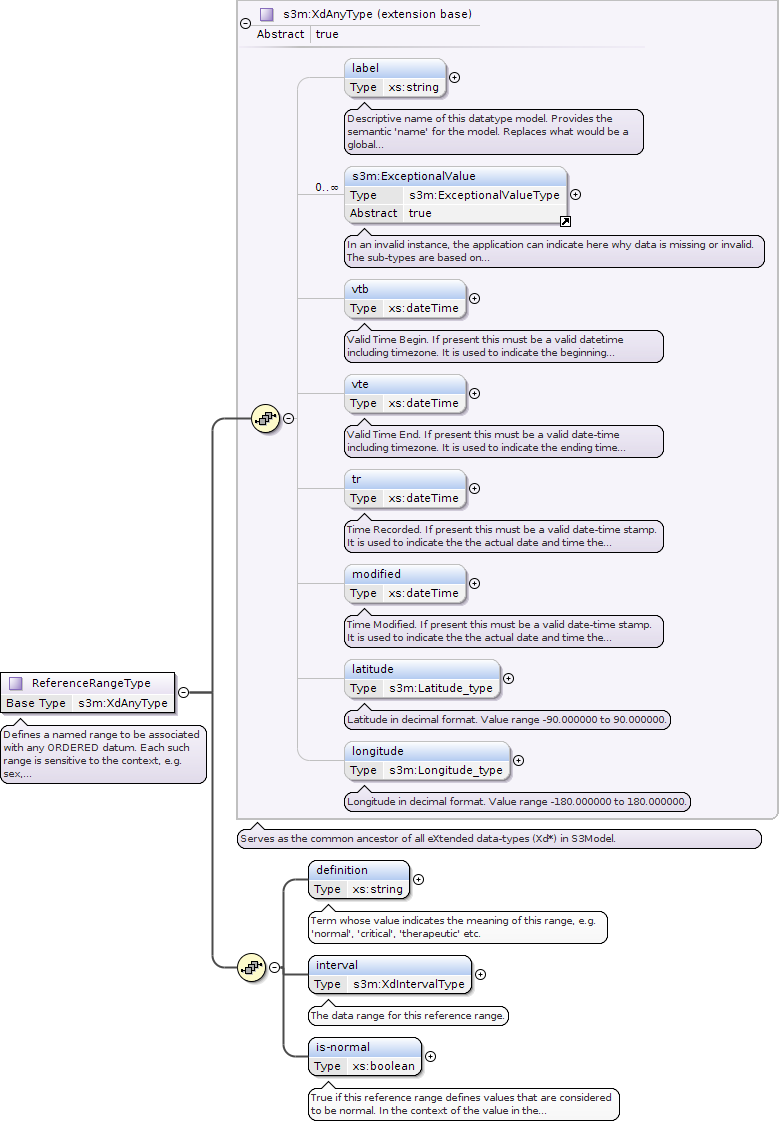 s3m:XdAnyType (extension base)
Abstract true
label
Type xs:string
Descriptive name of this datatype model. Provides the
semantic 'name' for the model. Replaces what would be a
global...
0..∞
s3m:ExceptionalValue
Type s3m:ExceptionalValueType
Abstract true
In an invalid instance, the application can indicate here why data is missing or invalid.
The sub-types are based on...
vtb
Type xs:dateTime
Valid Time Begin. If present this must be a valid datetime
including timezone. It is used to indicate the beginning...
vte
Type xs:dateTime
Valid Time End. If present this must be a valid date-time
including timezone. It is used to indicate the ending time...
tr
Type xs:dateTime
Time Recorded. If present this must be a valid date-time stamp.
It is used to indicate the the actual date and time the...
modified
Type xs:dateTime
Time Modified. If present this must be a valid date-time stamp.
It is used to indicate the the actual date and time the...
latitude
Type s3m:Latitude_type
Latitude in decimal format. Value range -90.000000 to 90.000000.
longitude
Type s3m:Longitude_type
Longitude in decimal format. Value range -180.000000 to 180.000000.
Serves as the common ancestor of all eXtended data-types (Xd*) in S3Model.
ReferenceRangeType
Base Type s3m:XdAnyType
Defines a named range to be associated
with any ORDERED datum. Each such
range is sensitive to the context, e.g.
sex,...
definition
Type xs:string
Term whose value indicates the meaning of this range, e.g.
'normal', 'critical', 'therapeutic' etc.
interval
Type s3m:XdIntervalType
The data range for this reference range.
is-normal
Type xs:boolean
True if this reference range defines values that are considered
to be normal. In the context of the value in the...